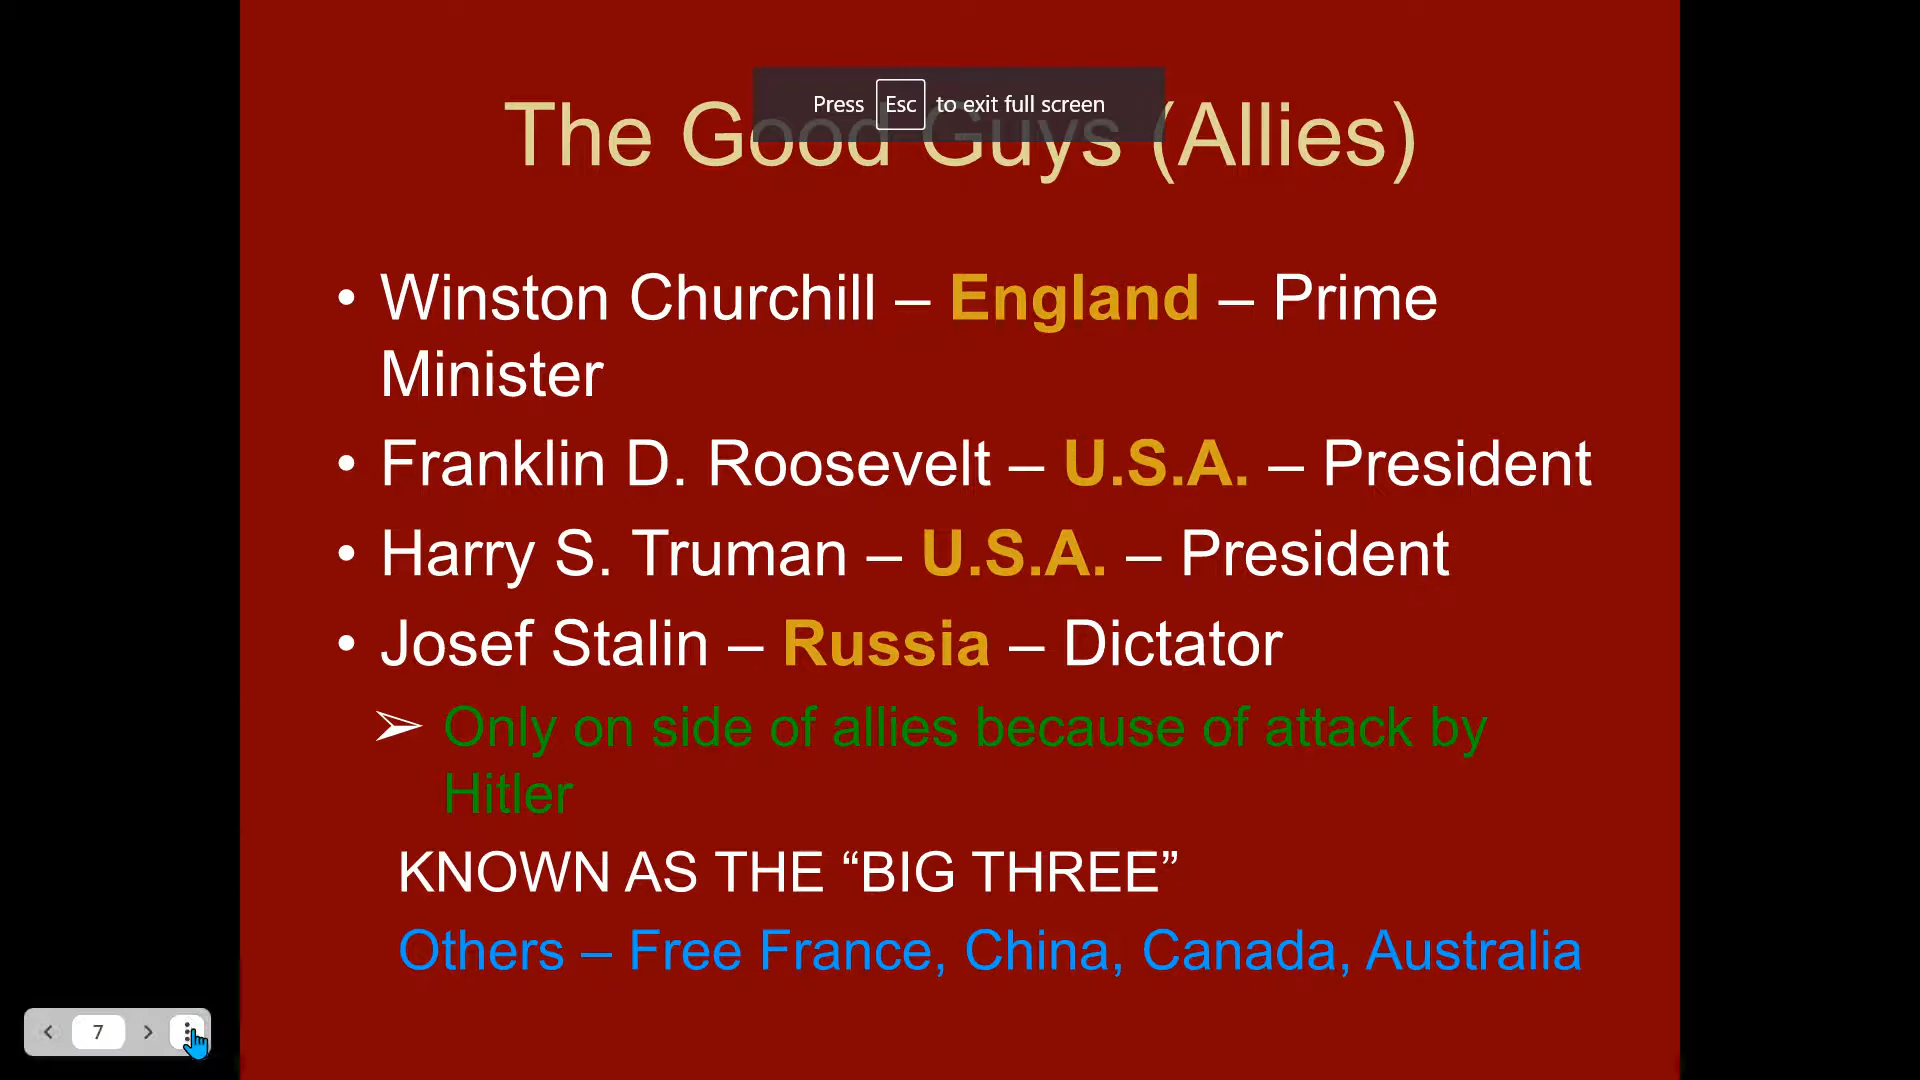 Press Esc to exit full screen
The Good Guys (Allies)
• Winston Churchill – England – Prime
Minister
• Franklin D. Roosevelt – U.S.A. – President
• Harry S. Truman – U.S.A. – President
• Josef Stalin – Russia – Dictator
➢ Only on side of allies because of attack by
Hitler
KNOWN AS THE “BIG THREE”
Others – Free France, China, Canada, Australia
7